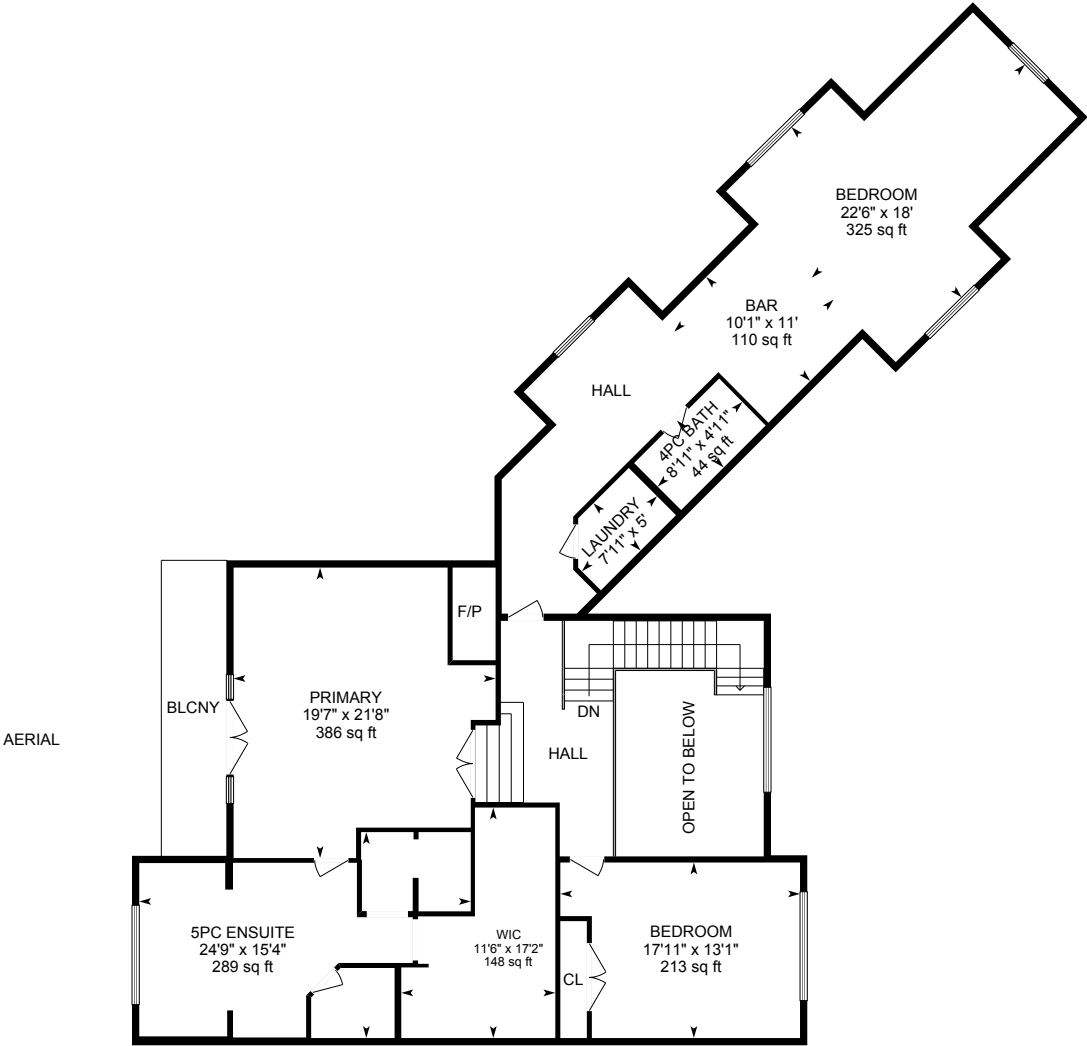 BEDROOM
22'6" x 18'
325 sq ft
BAR
10'1" x 11'
110 sq ft
HALL
4PC BATH
8'11" x 4'11"
44 sq ft
LAUNDRY
7'11" x 5'
F/P
PRIMARY
19'7" x 21'8"
386 sq ft
BLCNY
AERIAL
DN
HALL
OPEN TO BELOW
5PC ENSUITE
24'9" x 15'4"
289 sq ft
WIC
11'6" x 17'2"
148 sq ft
CL
BEDROOM
17'11" x 13'1"
213 sq ft